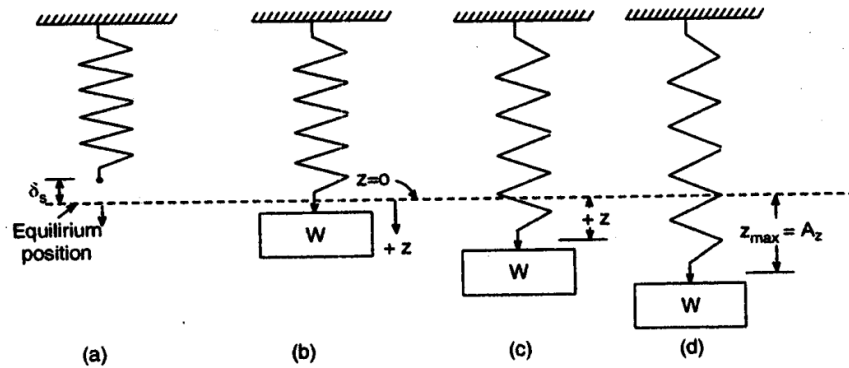 z=0
δs
Equilirium
position
+ z
W
W
+ z
W
zmax = Az
(a)
(b)
(c)
(d)